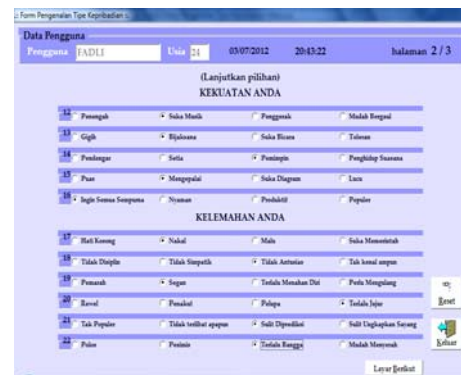 .: Form Pengenalan Tipe Kepribadian :.
Data Pengguna
Pengguna FADLI Usia 24 03/07/2012 20:43:22 halaman 2 / 3
(Lanjutkan pilihan)
KEKUATAN ANDA
12 Penengah Suka Musik Penggerak Mudah Bergaul
13 Gigih Bijaksana Suka Bicara Toleran
14 Pendengar Setia Pemimpin Penghidup Suasana
15 Puas Mengepalai Suka Diagram Lucu
16 Ingin Semua Sempurna Nyaman Produktif Populer
KELEMAHAN ANDA
17 Hati Kosong Nakal Malu Suka Memerintah
18 Tidak Disiplin Tidak Simpatik Tidak Antusias Tak kenal ampun
19 Pemarah Segan Terlalu Menahan Diri Perlu Mengulang
20 Rewel Penakut Pelupa Terlalu Jujur
21 Tak Populer Tidak terlibat apapun Sulit Diprediksi Sulit Ungkapkan Sayang
22 Polos Pesimis Terlalu Bangga Mudah Menyerah
Reset
Keluar
Layar Berikut